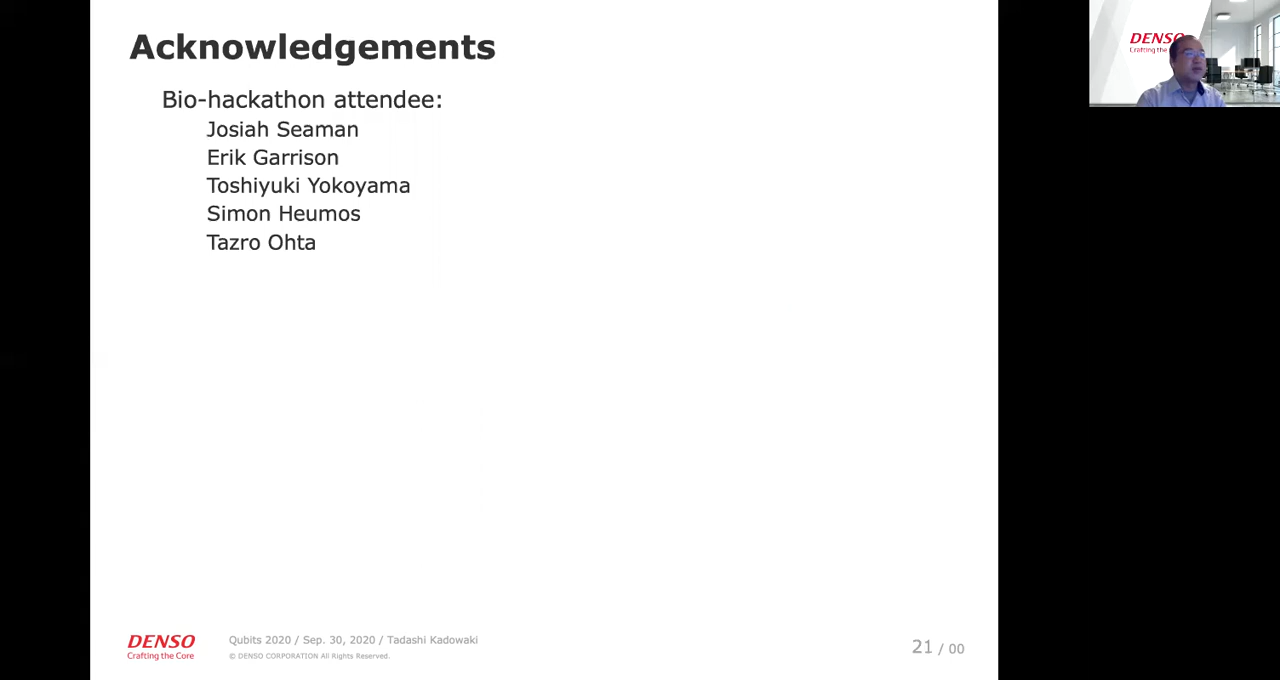 Acknowledgements
Bio-hackathon attendee:
Josiah Seaman
Erik Garrison
Toshiyuki Yokoyama
Simon Heumos
Tazro Ohta
DENSO
Crafting the Core
Qubits 2020 / Sep. 30, 2020 / Tadashi Kadowaki
© DENSO CORPORATION All Rights Reserved.
21 / 00
DENSO
Crafting the